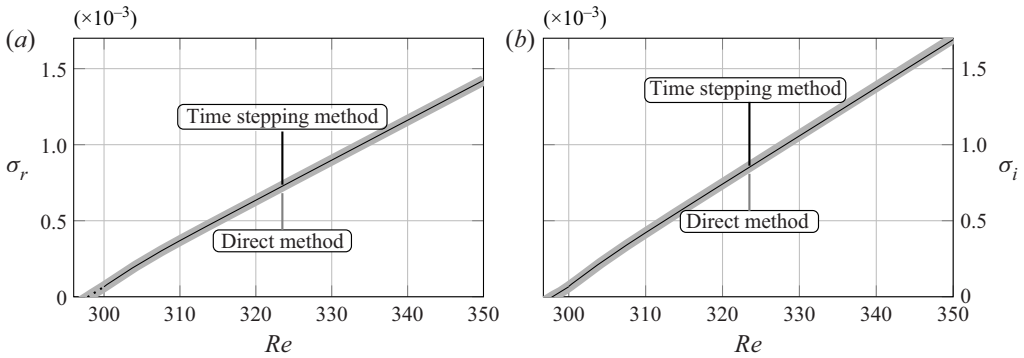 (×10⁻³)
(a)
1.5
1.0
0.5
0
σᵣ
Time stepping method
Direct method
300 310 320 330 340 350
Re
(×10⁻³)
(b)
1.5
1.0
0.5
0
σᵢ
Time stepping method
Direct method
300 310 320 330 340 350
Re